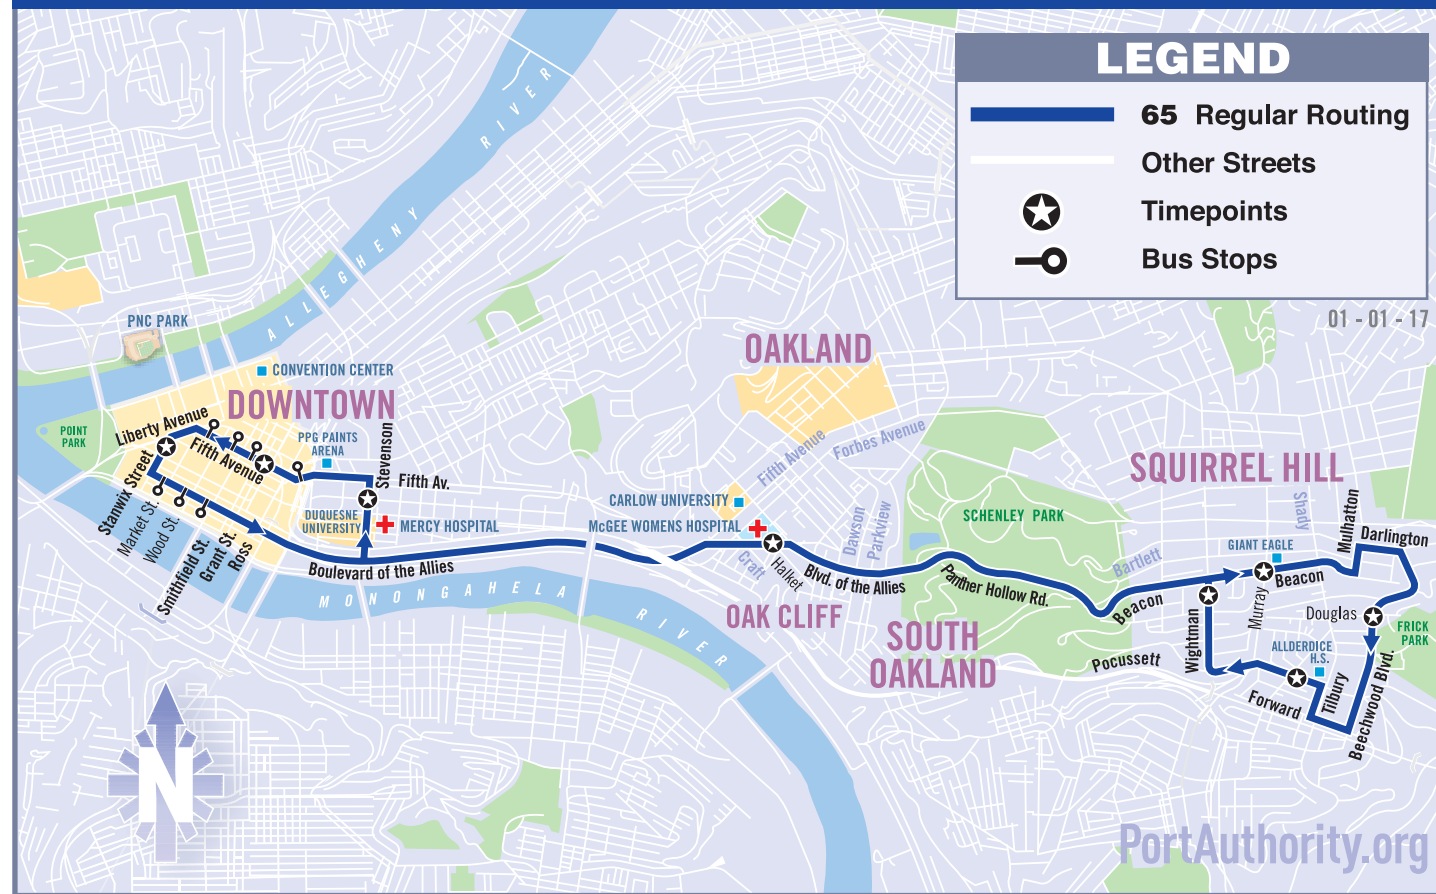 LEGEND
65 Regular Routing
Other Streets
Timepoints
Bus Stops
01 - 01 - 17
ALLEGHENY RIVER
PNC PARK
CONVENTION CENTER
DOWNTOWN
POINT
PARK
Liberty Avenue
Fifth Avenue
PPG PAINTS
ARENA
Stevenson
Fifth Av.
Stanwix Street
Market St.
Wood St.
Smithfield St.
Grant St.
Ross
DUQUESNE
UNIVERSITY
MERCY HOSPITAL
Boulevard of the Allies
MONONGAHELA RIVER
OAKLAND
Fifth Avenue
Forbes Avenue
CARLOW UNIVERSITY
McGEE WOMENS HOSPITAL
Craft
Halket
Dawson
Parkview
Blvd. of the Allies
OAK CLIFF
SOUTH
OAKLAND
SCHENLEY PARK
Panther Hollow Rd.
Bartlett
Beacon
Pocussett
SQUIRREL HILL
Shady
GIANT EAGLE
Mulhatton
Darlington
Beacon
Murray
Wightman
Douglas
FRICK
PARK
ALLDERDICE
H.S.
Forward
Tilbury
Beechwood Blvd.
N
PortAuthority.org